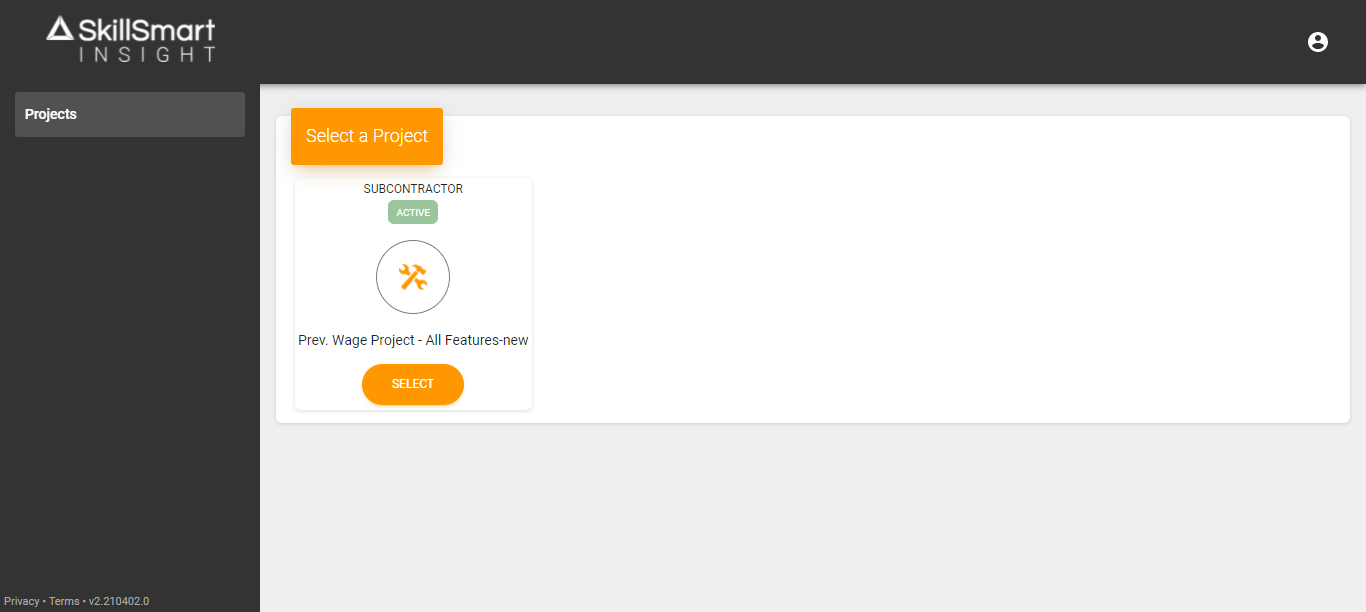 SkillSmart
INSIGHT
Projects
Select a Project
SUBCONTRACTOR
ACTIVE
Prev. Wage Project - All Features-new
SELECT
Privacy • Terms • v2.210402.0